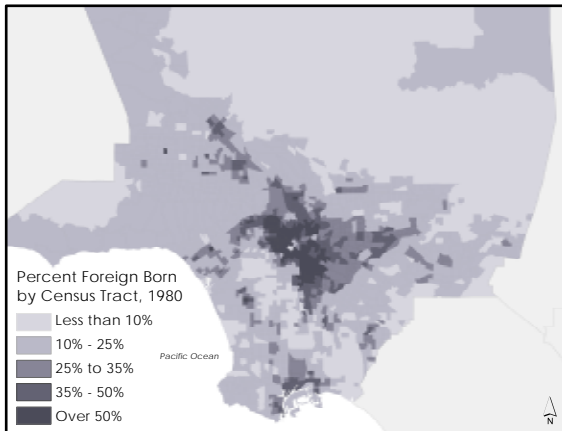 Percent Foreign Born
by Census Tract, 1980
Less than 10%
10% - 25%
25% to 35%
35% - 50%
Over 50%
Pacific Ocean
N